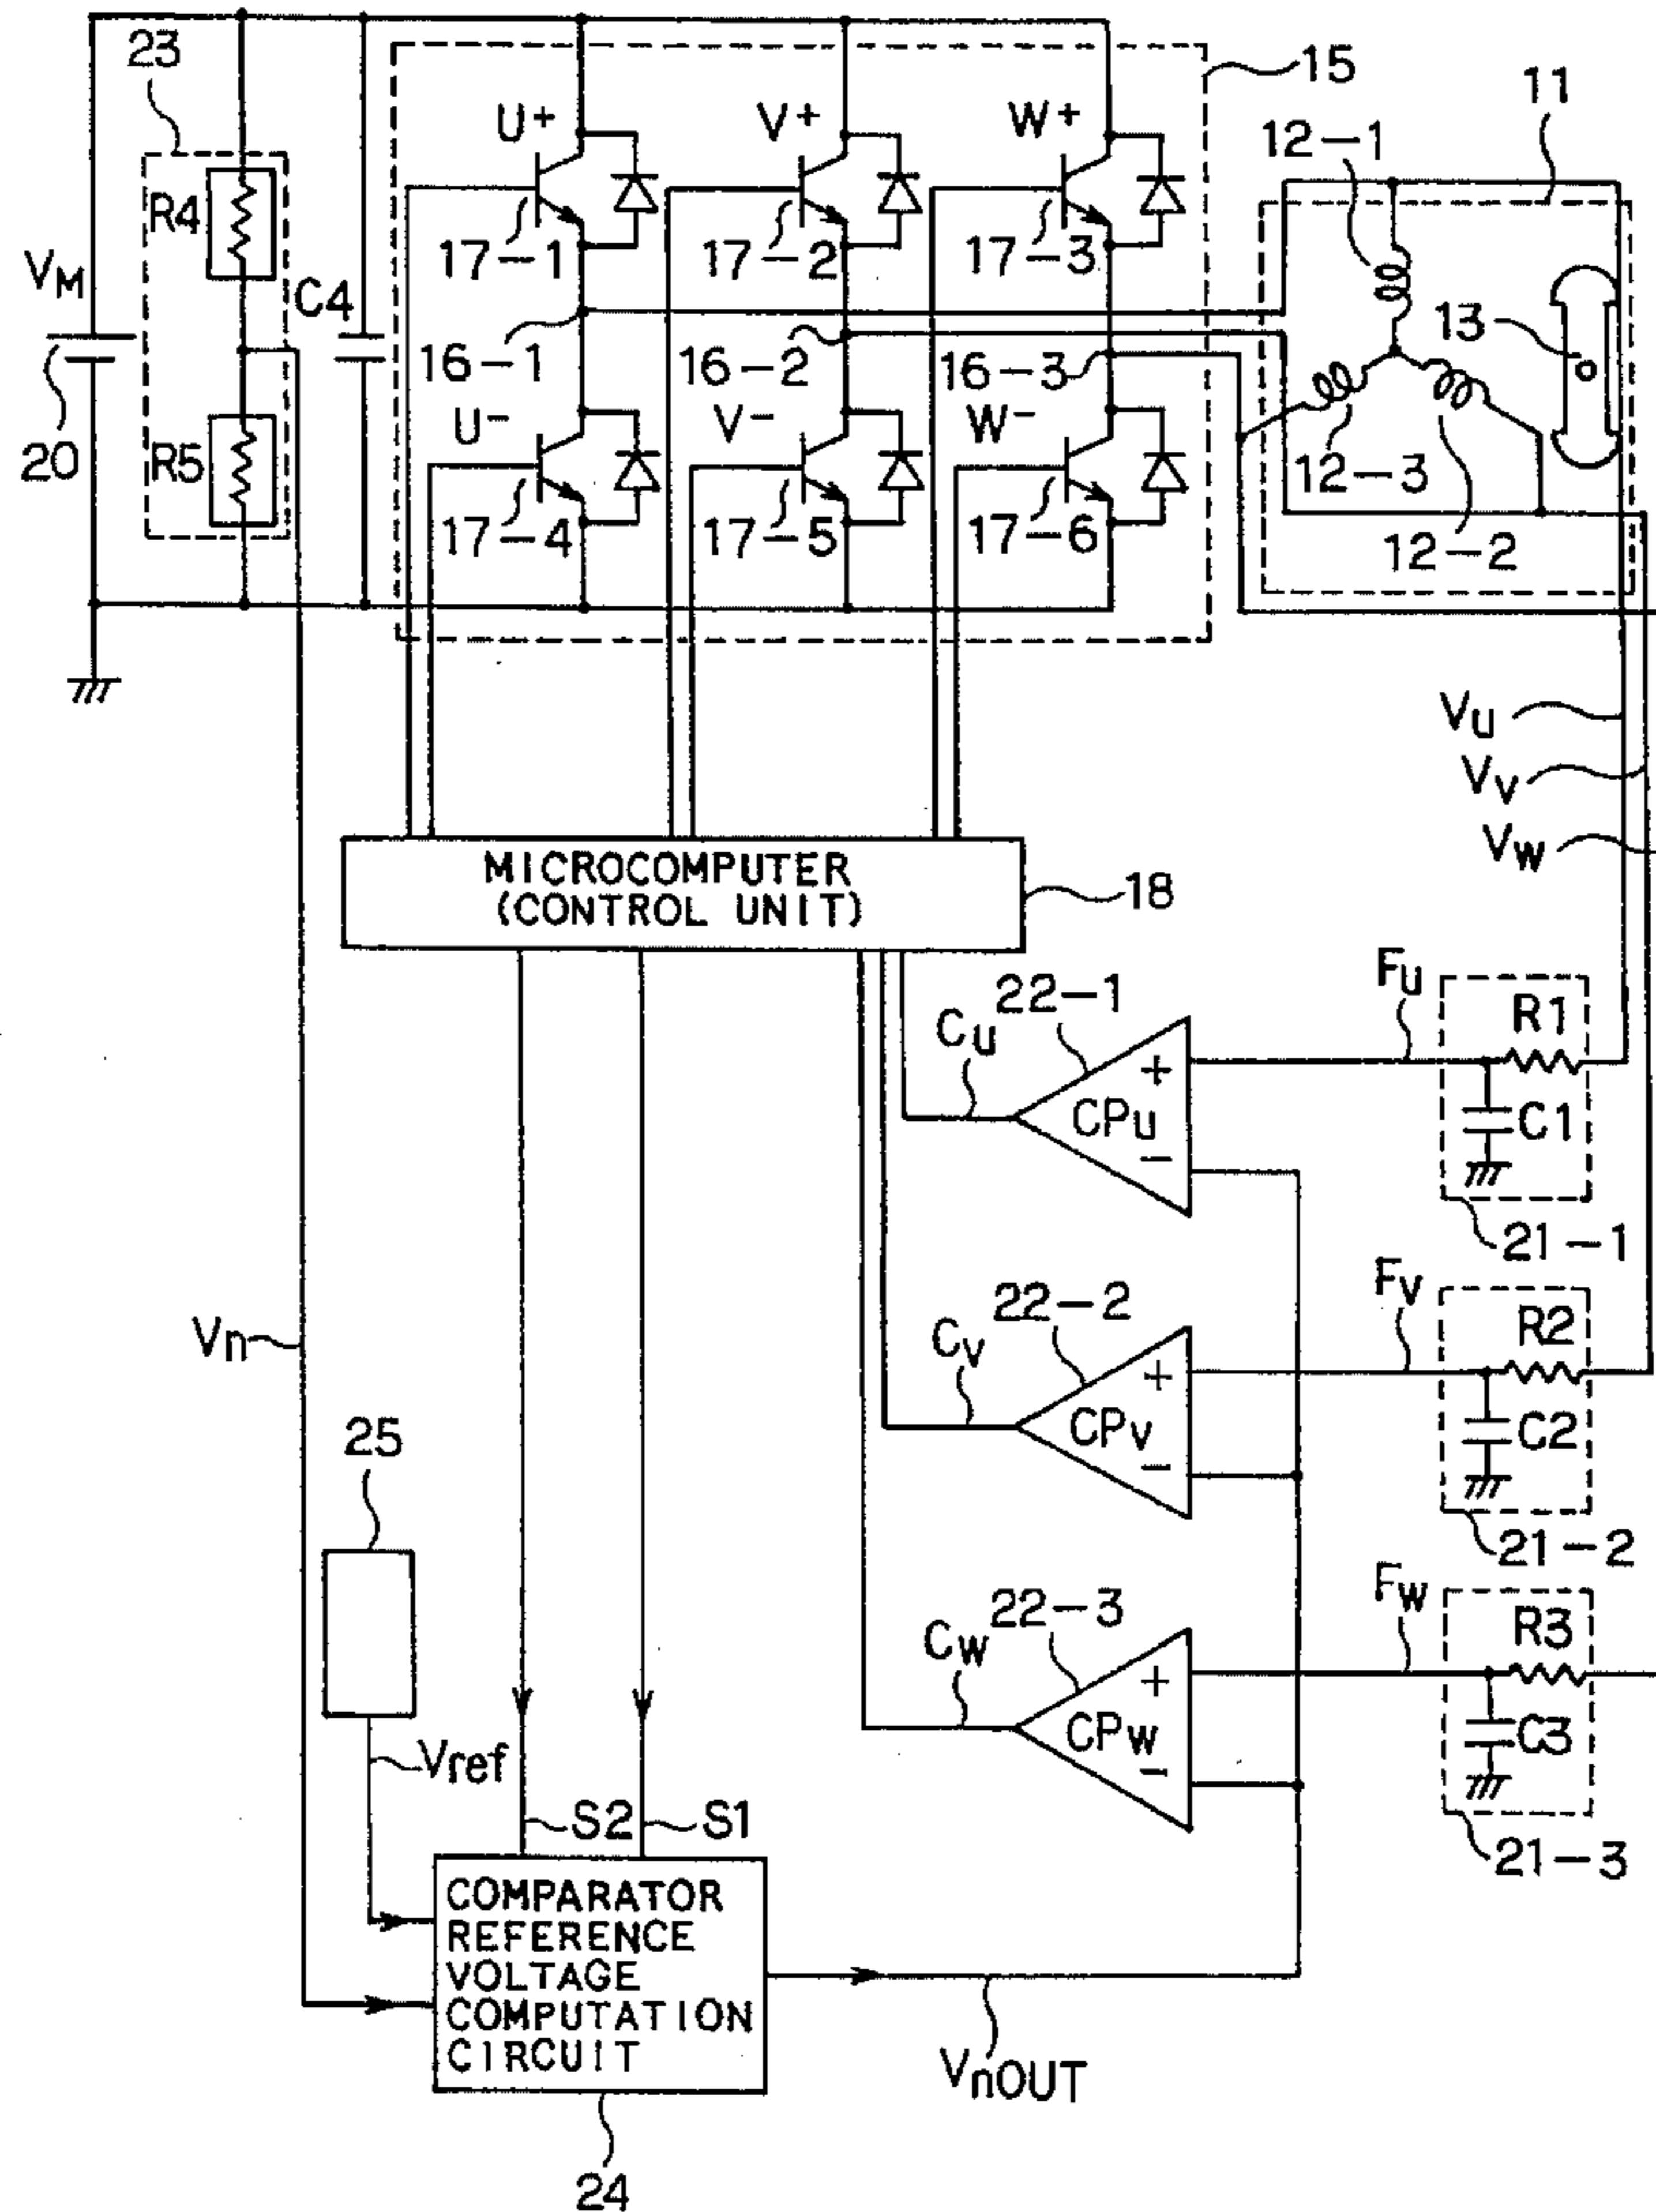 23
15
11
U+
V+
W+
12-1
R4
17-1
17-2
17-3
VM
C4
13
16-1
16-2
16-3
U-
V-
W-
20
R5
12-3
17-4
17-5
17-6
12-2
Vu
Vv
Vw
MICROCOMPUTER
(CONTROL UNIT)
18
22-1
Fu
R1
Cu
+
CPu
-
C1
21-1
22-2
Fv
R2
Vn
Cv
+
CPv
-
C2
25
21-2
22-3
Fw
R3
Cw
+
CPw
-
C3
Vref
S2
S1
21-3
COMPARATOR
REFERENCE
VOLTAGE
COMPUTATION
CIRCUIT
VnOUT
24